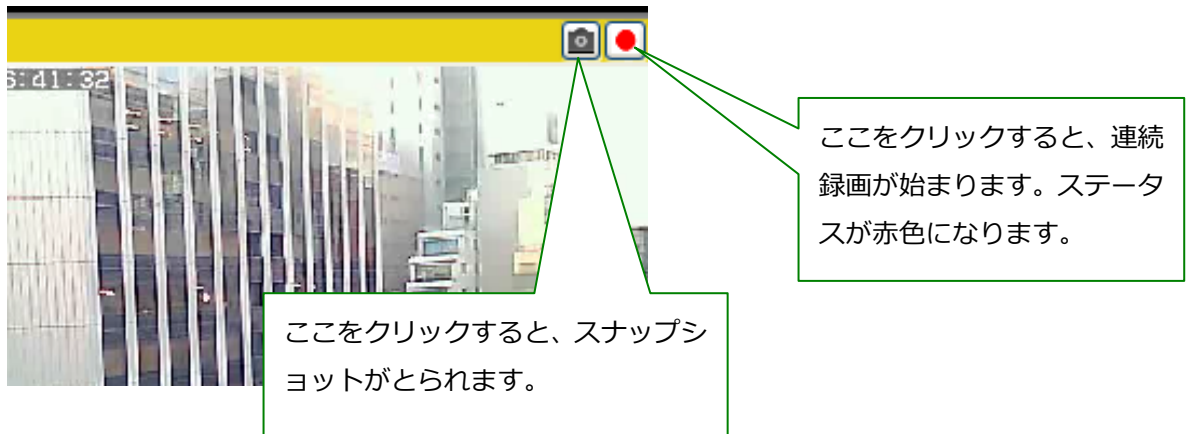 6:41:32
ここをクリックすると、連続
録画が始まります。ステータ
スが赤色になります。
ここをクリックすると、スナップシ
ョットがとられます。